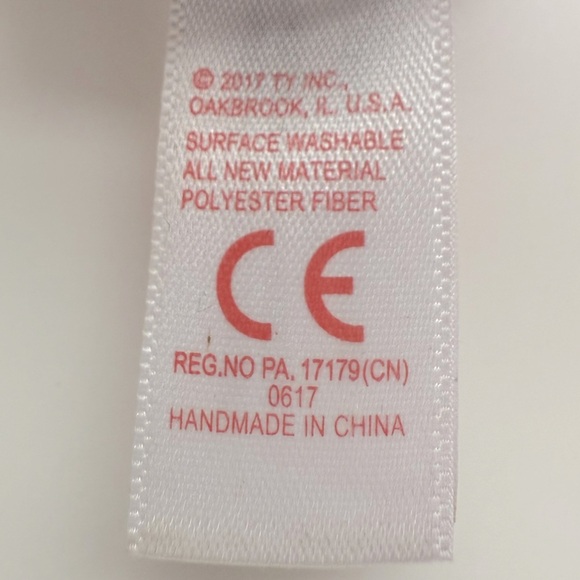 © 2017 TY INC.,
OAKBROOK, IL. U.S.A.
SURFACE WASHABLE
ALL NEW MATERIAL
POLYESTER FIBER
CE
REG.NO PA. 17179(CN)
0617
HANDMADE IN CHINA